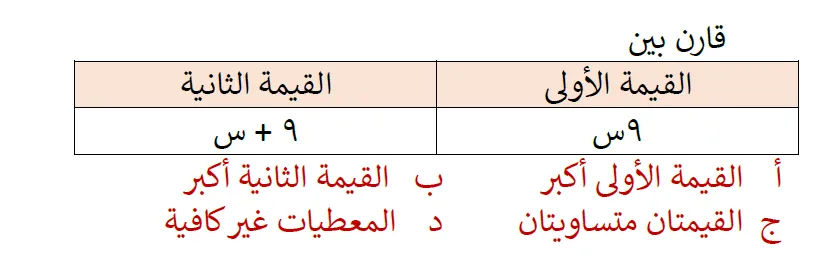 قارن بين
القيمة الأولى القيمة الثانية
٩س ٩ + س
أ القيمة الأولى أكبر ب القيمة الثانية أكبر
ج القيمتان متساويتان د المعطيات غير كافية